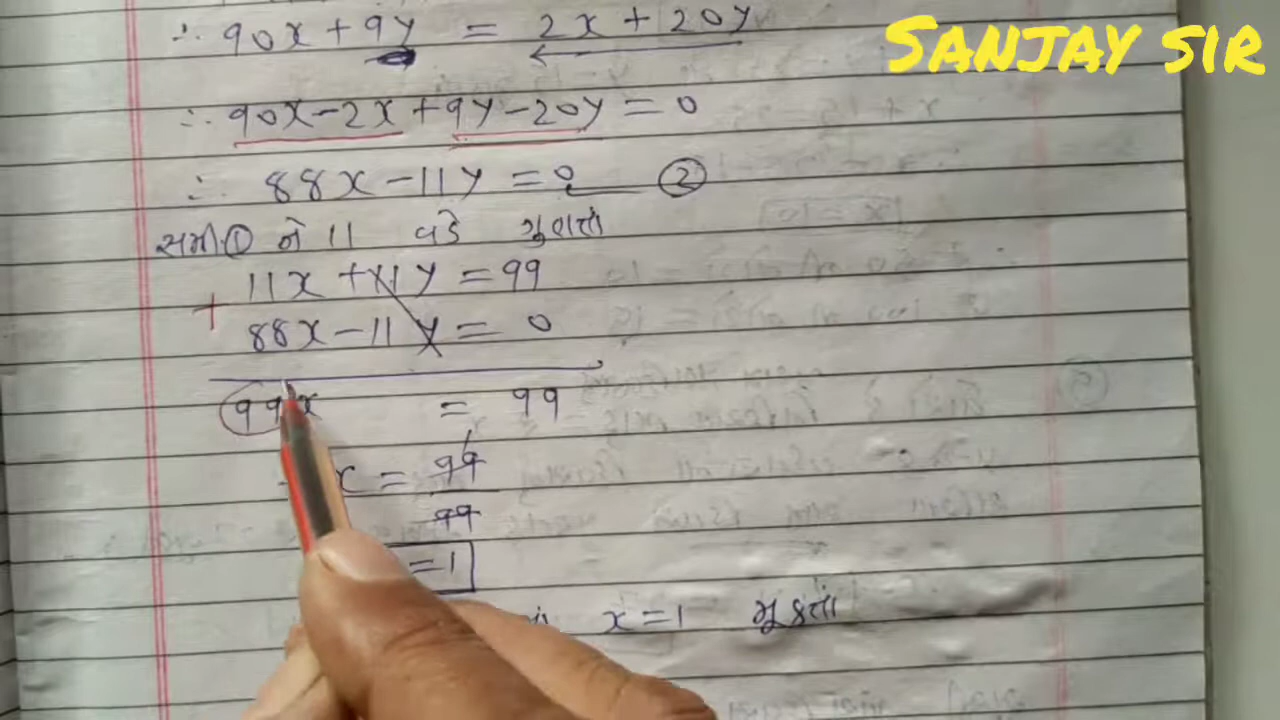 SANJAY SIR
∴ 90x + 9y = 2x + 20y
∴ 90x - 2x + 9y - 20y = 0
∴ 88x - 11y = 0 ②
સમી① ને 11 વડે ગુણતાં
11x + 11y = 99
+ 88x - 11y = 0
99x = 99
x = 99
99
= 1
x = 1 મૂકતાં